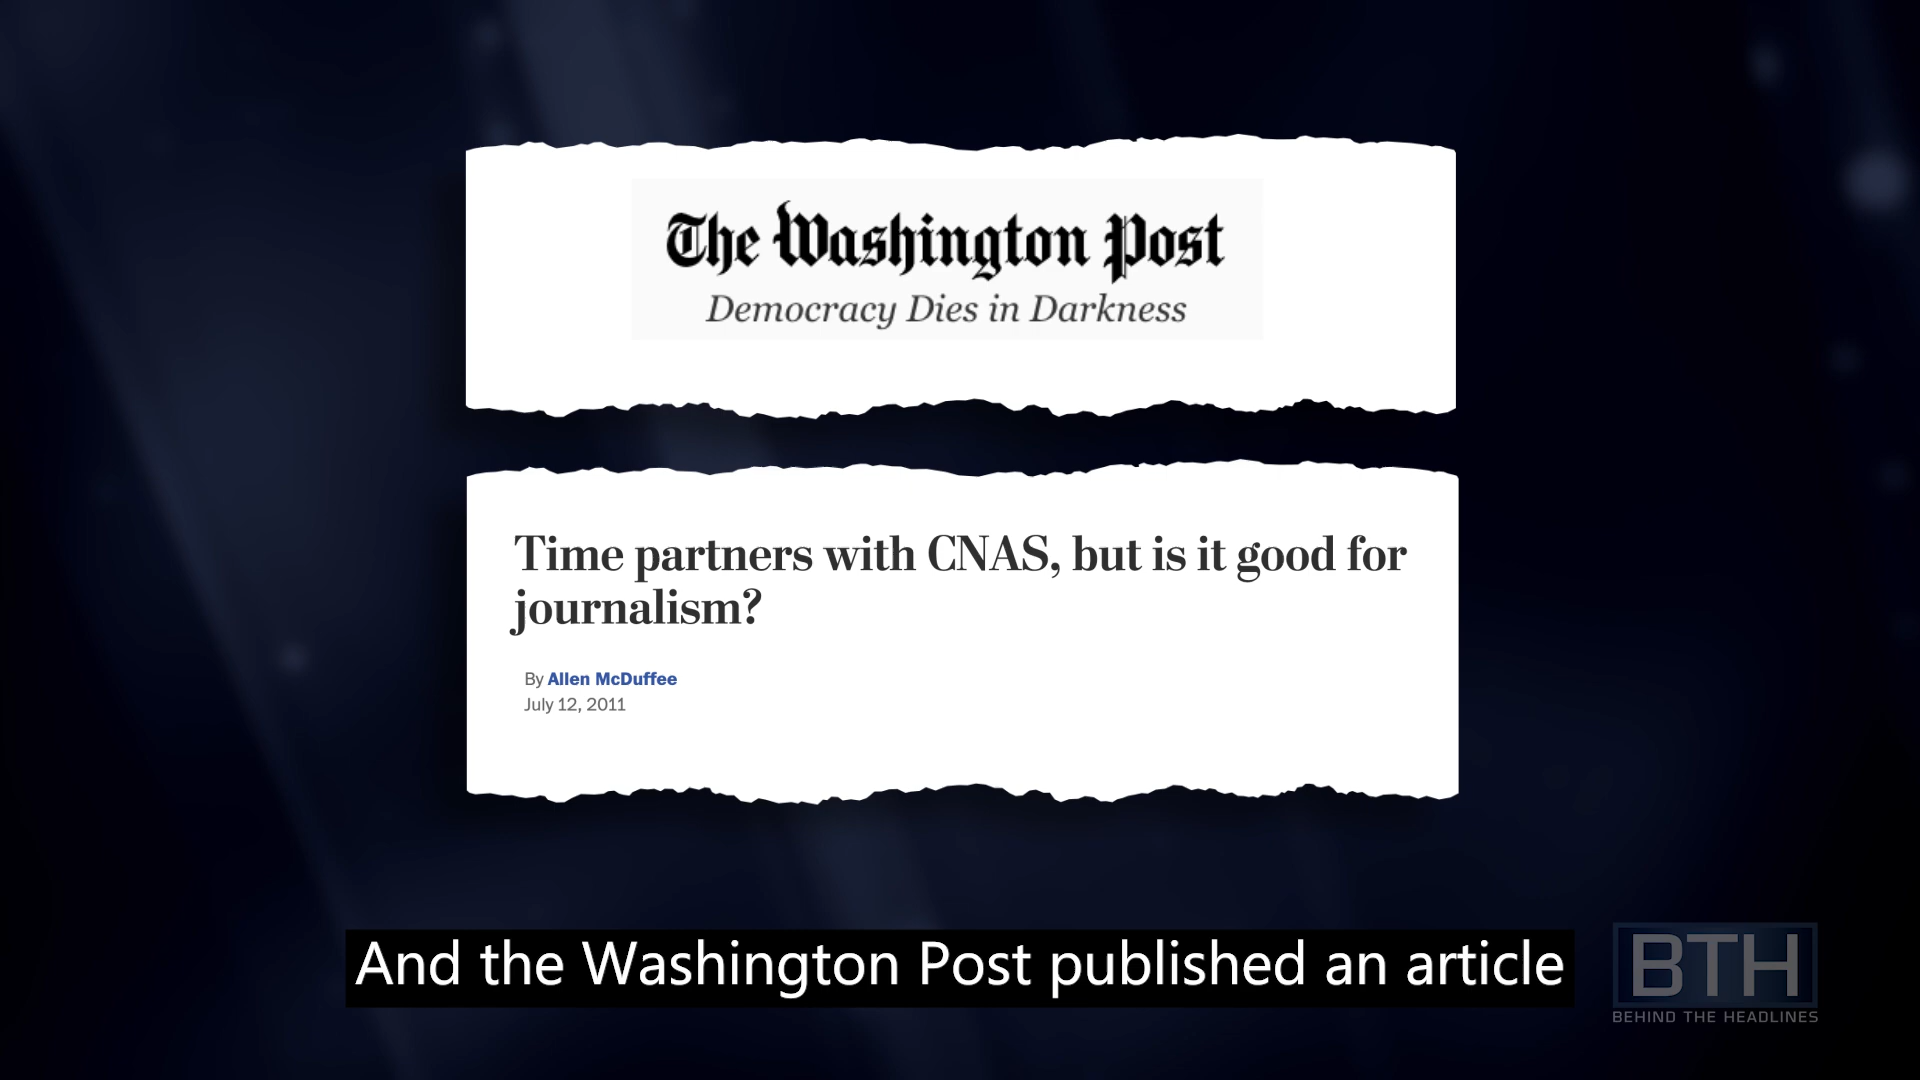 The Washington Post
Democracy Dies in Darkness
Time partners with CNAS, but is it good for
journalism?
By Allen McDuffee
July 12, 2011
And the Washington Post published an article
BTH
BEHIND THE HEADLINES